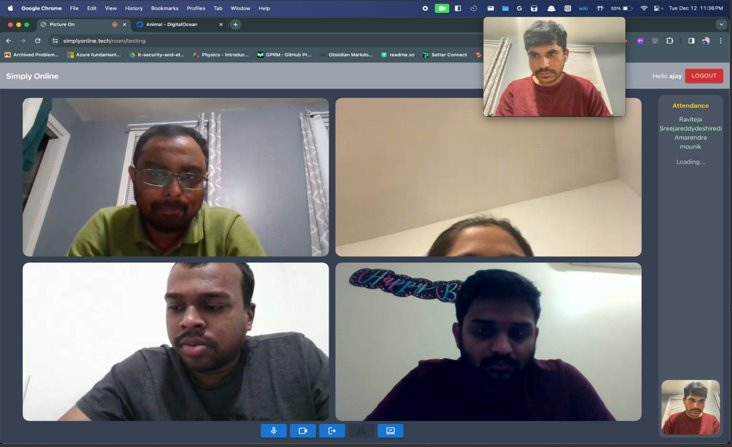 Google Chrome File Edit View History Bookmarks Profiles Tab Window Help
wiki G 55% Tue Dec 12 11:36 PM
Picture On
Animal - DigitalOcean
simplyonline.tech/room/testing
Archived Problem...
Azure fundament...
it-security-and-at...
Physics - Introduc...
GPRM : GitHub Pr...
Obsidian Markdo...
readme.so
Setter Connect
Simply Online
Hello ajay
LOGOUT
Attendance
Raviteja
Sreejareddydeshiredi
Amarendra
mounik
Loading...
Happy B